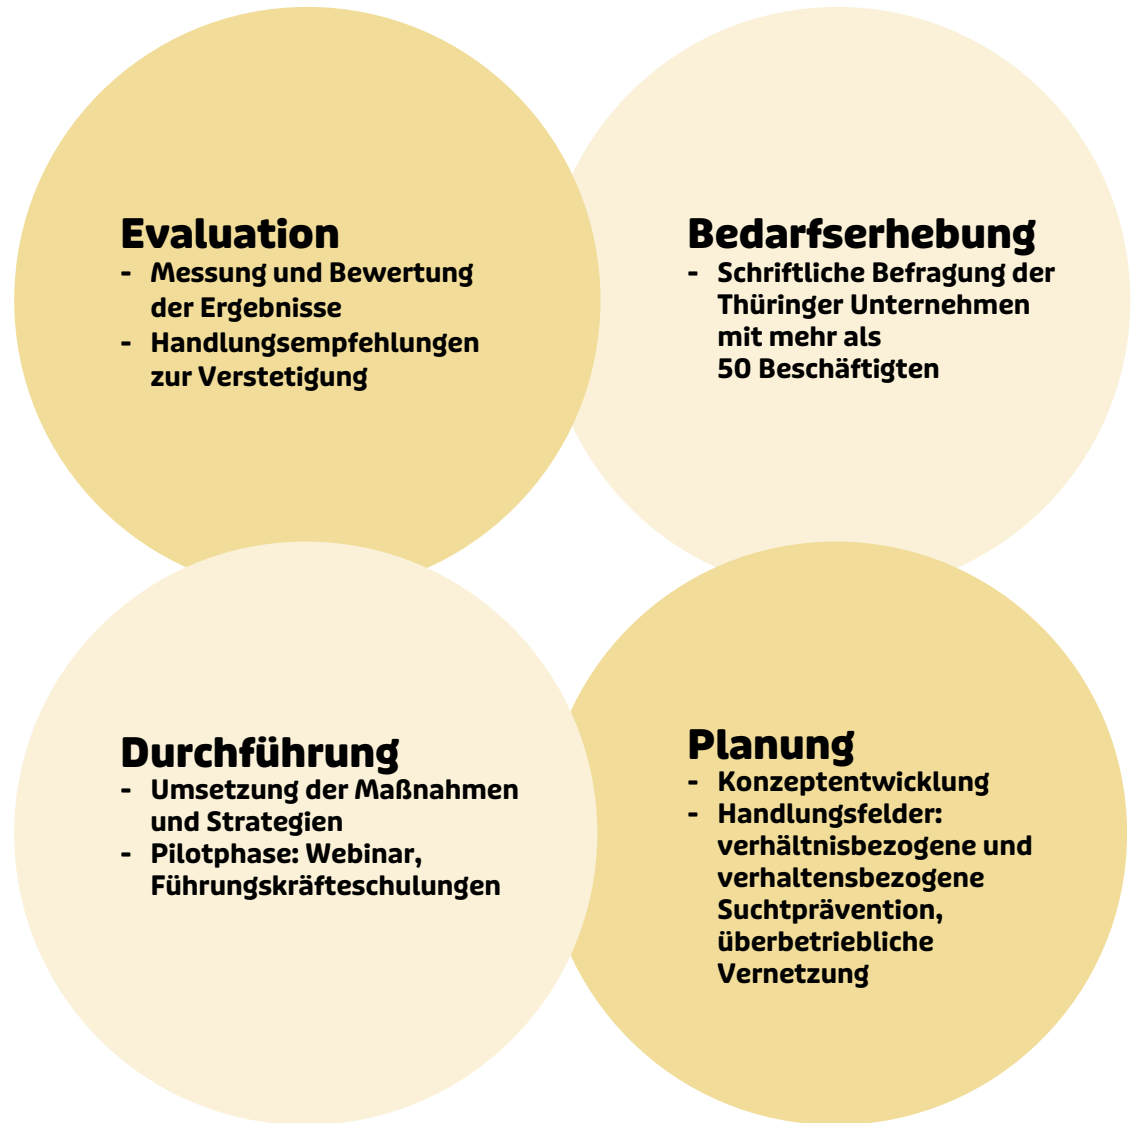 Evaluation
- Messung und Bewertung
der Ergebnisse
- Handlungsempfehlungen
zur Verstetigung
Bedarfserhebung
- Schriftliche Befragung der
Thüringer Unternehmen
mit mehr als
50 Beschäftigten
Durchführung
- Umsetzung der Maßnahmen
und Strategien
- Pilotphase: Webinar,
Führungskräfteschulungen
Planung
- Konzeptentwicklung
- Handlungsfelder:
verhältnisbezogene und
verhaltensbezogene
Suchtprävention,
überbetriebliche
Vernetzung